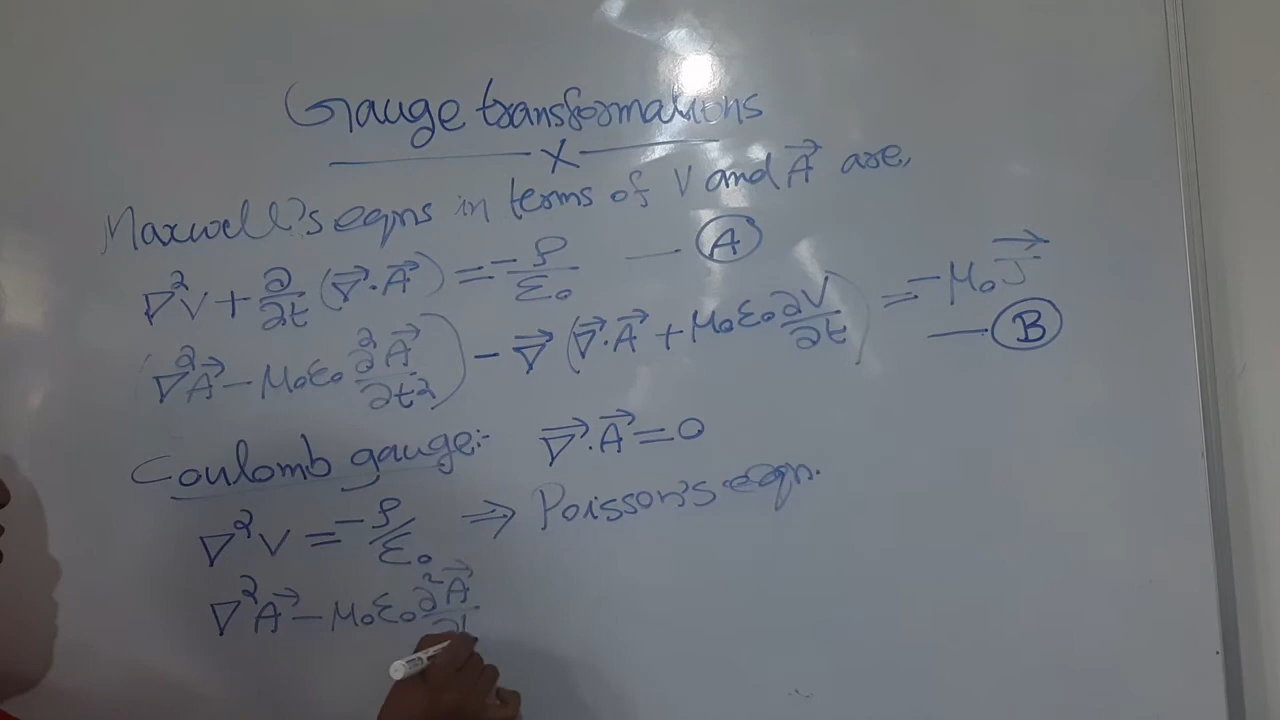 Gauge transformations
x
Maxwell's eqns in terms of V and A⃗ are,
∇²V + ∂/∂t (∇⃗·A⃗) = -ρ/ε₀ — (A)
(∇²A⃗ - μ₀ε₀ ∂²A⃗/∂t²) - ∇⃗ (∇⃗·A⃗ + μ₀ε₀ ∂V/∂t) = -μ₀J⃗ — (B)
Coulomb gauge:- ∇⃗·A⃗ = 0
∇²V = -ρ/ε₀ ⇒ Poisson's eqn.
∇²A⃗ - μ₀ε₀ ∂²A⃗/∂t